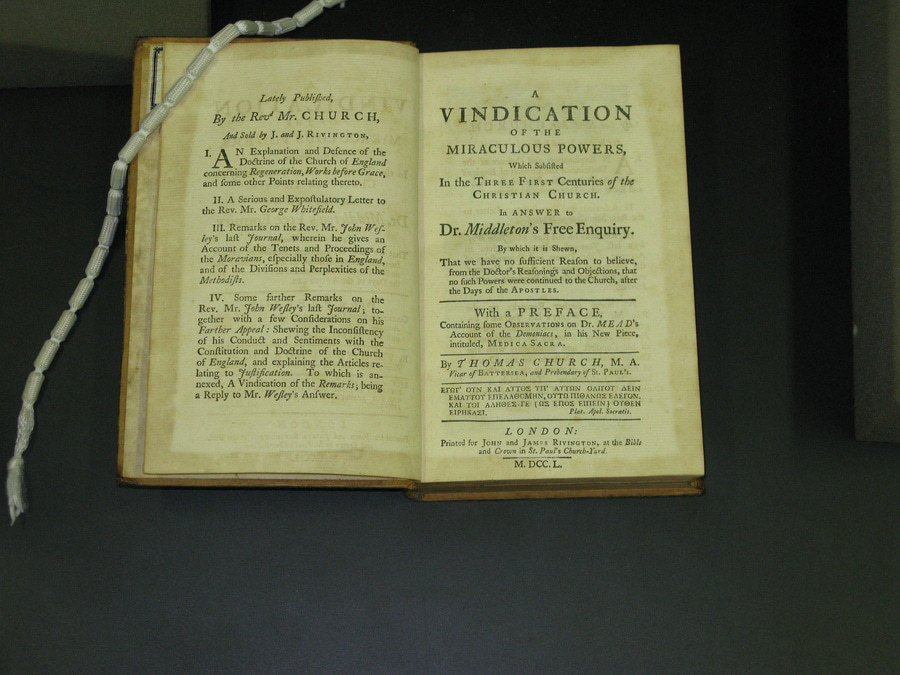 Lately Publiſhed,
By the Revᵈ Mr. CHURCH,
And Sold by J. and J. RIVINGTON,
I. AN Explanation and Defence of the
Doctrine of the Church of England
concerning Regeneration, Works before Grace,
and ſome other Points relating thereto.
II. A Serious and Expoſtulatory Letter to
the Rev. Mr. George Whitefield.
III. Remarks on the Rev. Mr. John Weſ-
ley's laſt Journal, wherein he gives an
Account of the Tenets and Proceedings of
the Moravians, eſpecially thoſe in England,
and of the Diviſions and Perplexities of the
Methodiſts.
IV. Some farther Remarks on the
Rev. Mr. John Weſley's laſt Journal; to-
gether with a few Conſiderations on his
Farther Appeal: Shewing the Inconſiſtency
of his Conduct and Sentiments with the
Conſtitution and Doctrine of the Church
of England, and explaining the Articles re-
lating to Juſtification. To which is an-
nexed, A Vindication of the Remarks; being
a Reply to Mr. Weſley's Anſwer.
A
VINDICATION
OF THE
MIRACULOUS POWERS,
Which Subſiſted
In the THREE FIRST Centuries of the
CHRISTIAN CHURCH.
In ANSWER to
Dr. Middleton's Free Enquiry.
By which it is Shewn,
That we have no ſufficient Reaſon to believe,
from the Doctor's Reaſonings and Objections, that
no ſuch Powers were continued to the Church, after
the Days of the APOSTLES.
With a PREFACE,
Containing ſome OBSERVATIONS on Dr. MEAD's
Account of the Demoniacs, in his New Piece,
intituled, MEDICA SACRA.
By THOMAS CHURCH, M. A.
Vicar of BATTERSEA, and Prebendary of St. PAUL's.
ΕΓΩΓ' ΟΥΝ ΚΑΙ ΑΥΤΟΣ ΥΠ' ΑΥΤΩΝ ΟΛΙΓΟΥ ΔΕΙΝ
ΕΜΑΥΤΟΥ ΕΠΕΛΑΘΟΜΗΝ, ΟΥΤΩ ΠΙΘΑΝΩΣ ΕΛΕΓΟΝ.
ΚΑΙ ΤΟΙ ΑΛΗΘΕΣ ΓΕ (ΩΣ ΕΠΟΣ ΕΙΠΕΙΝ) ΟΥΔΕΝ
ΕΙΡΗΚΑΣΙ. Plat. Apol. Socratis.
LONDON:
Printed for JOHN and JAMES RIVINGTON, at the Bible
and Crown in St. Paul's Church-Yard.
M.DCC.L.